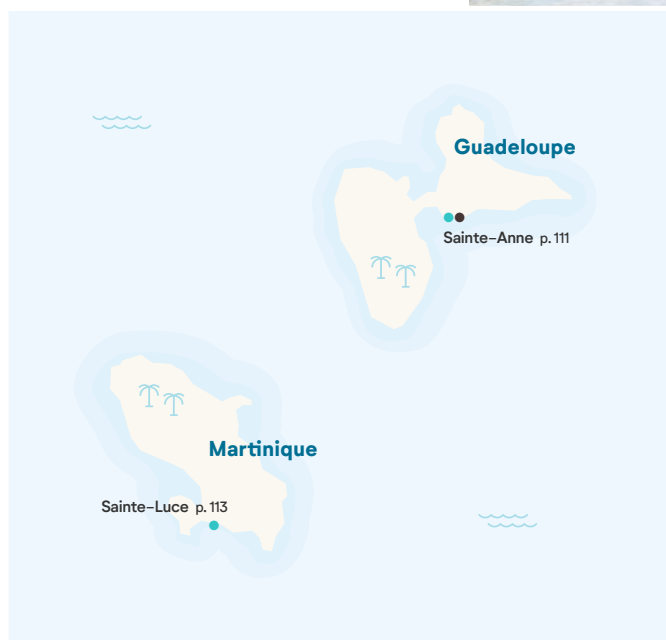 Guadeloupe
Sainte–Anne p. 111
Martinique
Sainte–Luce p. 113